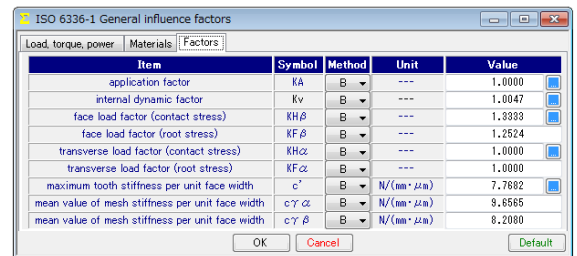 ISO 6336-1 General influence factors
Load, torque, power Materials Factors
Item Symbol Method Unit Value
application factor KA B --- 1.0000 ...
internal dynamic factor Kv B --- 1.0047
face load factor (contact stress) KHβ B --- 1.3333 ...
face load factor (root stress) KFβ B --- 1.2524
transverse load factor (contact stress) KHα B --- 1.0000 ...
transverse load factor (root stress) KFα B --- 1.0000
maximum tooth stiffness per unit face width c' B N/(mm・μm) 7.7682 ...
mean value of mesh stiffness per unit face width cγα B N/(mm・μm) 9.6565
mean value of mesh stiffness per unit face width cγβ B N/(mm・μm) 8.2080
OK Cancel Default